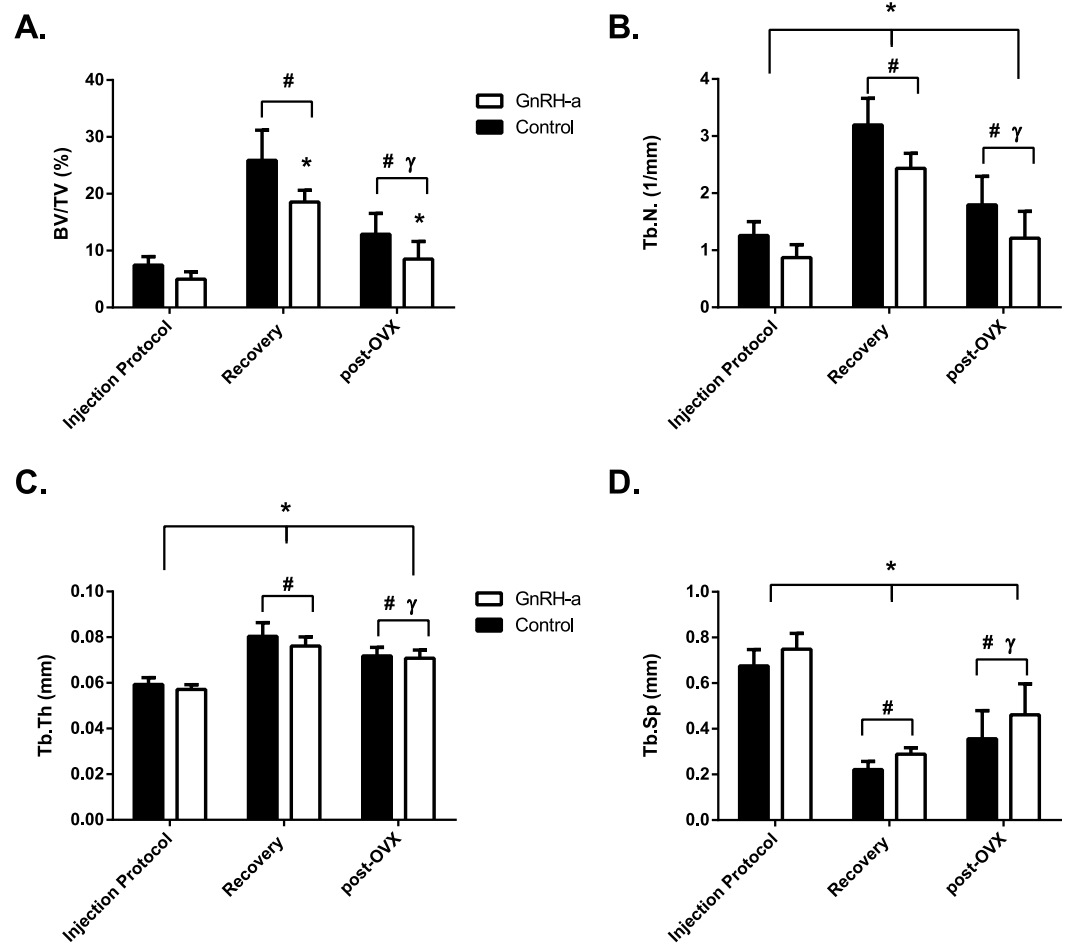 A.
#
40
30
20
10
0
BV/TV (%)
*
# γ
*
Injection Protocol
Recovery
post-OVX
GnRH-a
Control
B.
*
#
# γ
4
3
2
1
0
Tb.N. (1/mm)
Injection Protocol
Recovery
post-OVX
C.
*
#
# γ
0.10
0.08
0.06
0.04
0.02
0.00
Tb.Th (mm)
Injection Protocol
Recovery
post-OVX
GnRH-a
Control
D.
*
# γ
#
1.0
0.8
0.6
0.4
0.2
0.0
Tb.Sp (mm)
Injection Protocol
Recovery
post-OVX